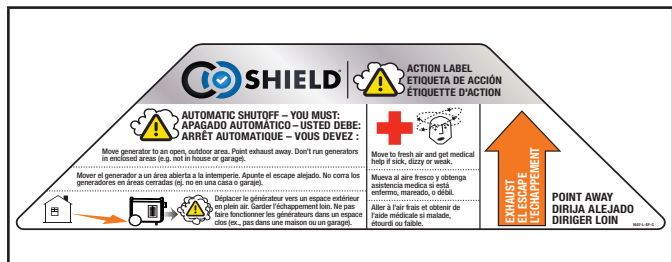 CO SHIELD
ACTION LABEL
ETIQUETA DE ACCIÓN
ÉTIQUETTE D'ACTION
AUTOMATIC SHUTOFF – YOU MUST:
APAGADO AUTOMÁTICO – USTED DEBE:
ARRÊT AUTOMATIQUE – VOUS DEVEZ :
Move generator to an open, outdoor area. Point exhaust away. Don't run generators
in enclosed areas (e.g. not in house or garage).
Mover el generador a un área abierta a la intemperie. Apunte el escape alejado. No corra los
generadores en áreas cerradas (ej. no en una casa o garaje).
Déplacer le générateur vers un espace extérieur
en plein air. Garder l'échappement loin. Ne pas
faire fonctionner les générateurs dans un espace
clos (ex., pas dans une maison ou un garage).
Move to fresh air and get medical
help if sick, dizzy or weak.
Mueva al aire fresco y obtenga
asistencia medica si está
enfermo, mareado, o débil.
Aller à l'air frais et obtenir de
l'aide médicale si malade,
étourdi ou faible.
EXHAUST
EL ESCAPE
L'ÉCHAPPEMENT
POINT AWAY
DIRIJA ALEJADO
DIRIGER LOIN